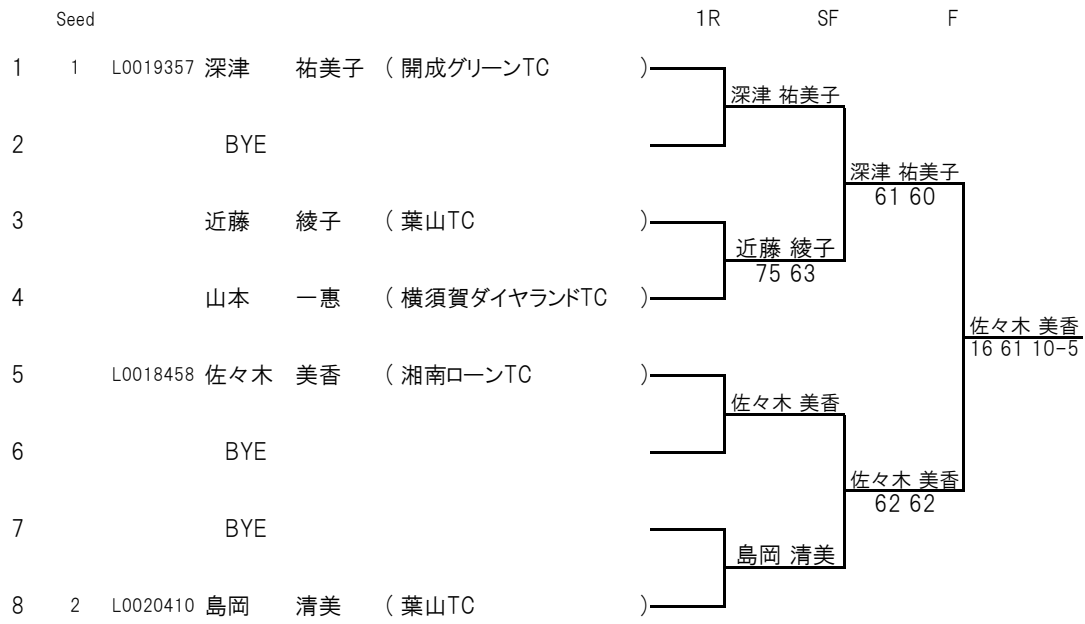 Seed 1R SF F
1 1 L0019357 深津 祐美子 ( 開成グリーンTC )
深津 祐美子
2 BYE
深津 祐美子
61 60
3 近藤 綾子 ( 葉山TC )
近藤 綾子
75 63
4 山本 一惠 ( 横須賀ダイヤランドTC )
佐々木 美香
16 61 10-5
5 L0018458 佐々木 美香 ( 湘南ローンTC )
佐々木 美香
6 BYE
佐々木 美香
62 62
7 BYE
島岡 清美
8 2 L0020410 島岡 清美 ( 葉山TC )